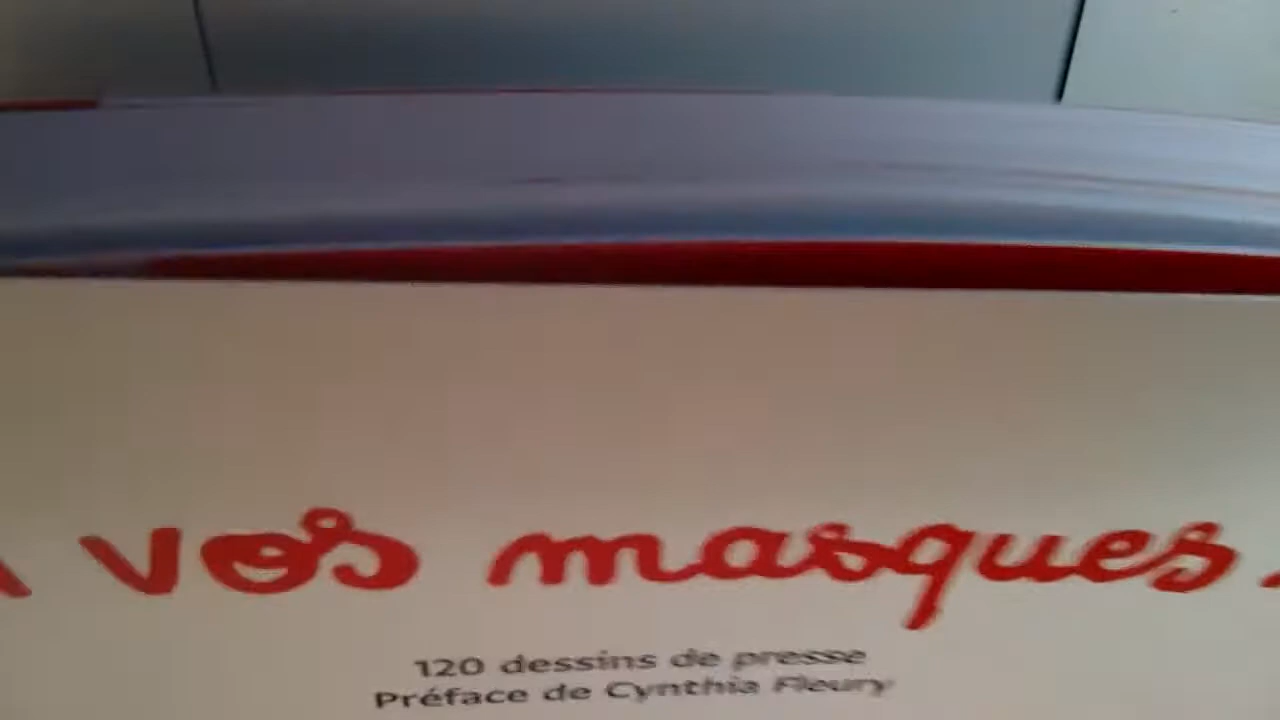 vos masques
120 dessins de presse
Préface de Cynthia Fleury